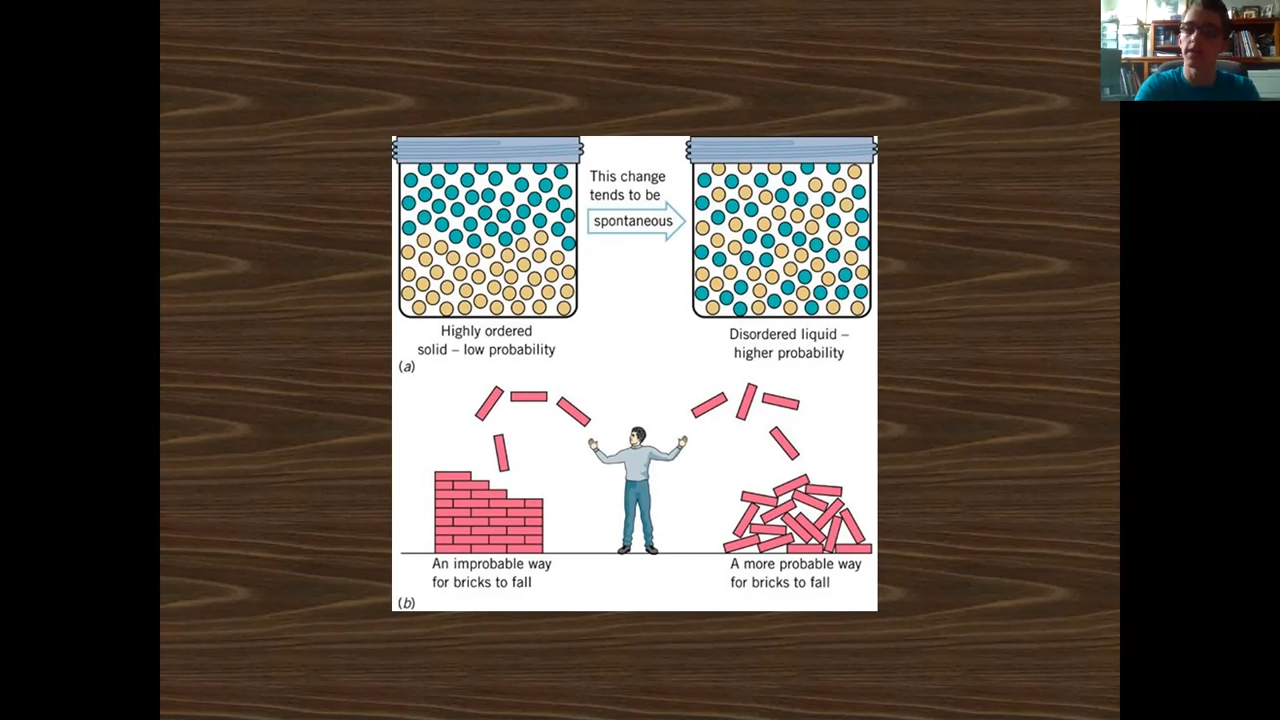 This change
tends to be
spontaneous
Highly ordered
solid – low probability
Disordered liquid –
higher probability
(a)
An improbable way
for bricks to fall
A more probable way
for bricks to fall
(b)